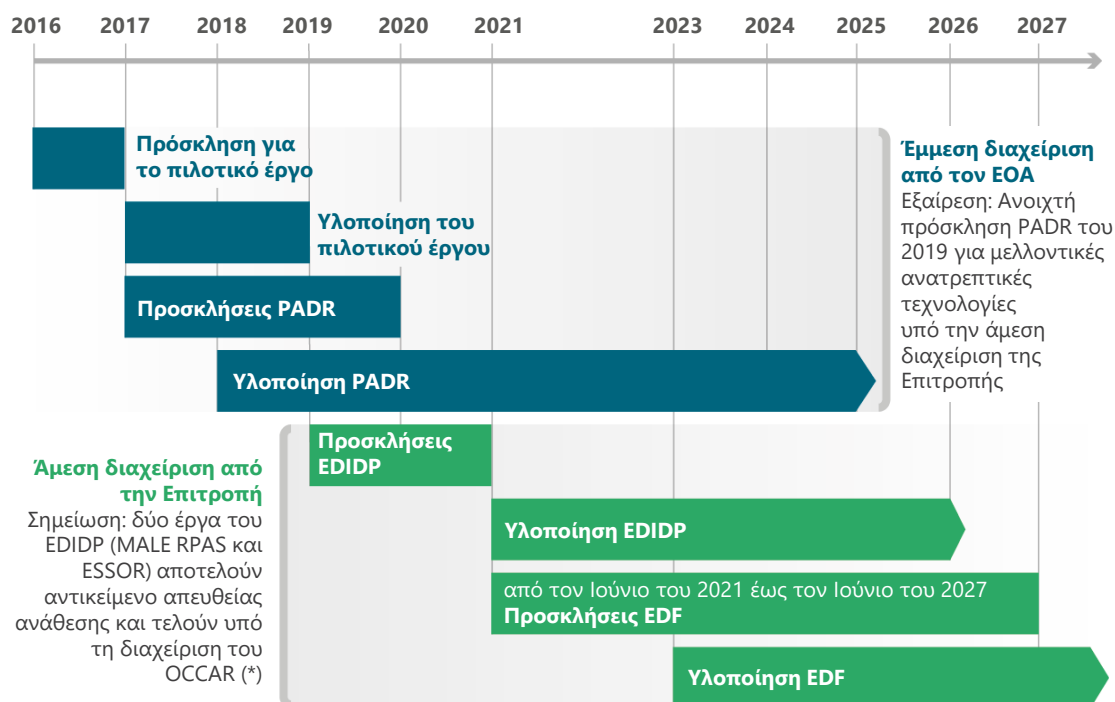 2016 2017 2018 2019 2020 2021 2023 2024 2025 2026 2027
Πρόσκληση για
το πιλοτικό έργο
Υλοποίηση του
πιλοτικού έργου
Προσκλήσεις PADR
Υλοποίηση PADR
Έμμεση διαχείριση
από τον ΕΟΑ
Εξαίρεση: Ανοιχτή
πρόσκληση PADR του
2019 για μελλοντικές
ανατρεπτικές
τεχνολογίες
υπό την άμεση
διαχείριση της
Επιτροπής
Άμεση διαχείριση από
την Επιτροπή
Σημείωση: δύο έργα του
EDIDP (MALE RPAS και
ESSOR) αποτελούν
αντικείμενο απευθείας
ανάθεσης και τελούν υπό
τη διαχείριση του
OCCAR (*)
Προσκλήσεις
EDIDP
Υλοποίηση EDIDP
από τον Ιούνιο του 2021 έως τον Ιούνιο του 2027
Προσκλήσεις EDF
Υλοποίηση EDF